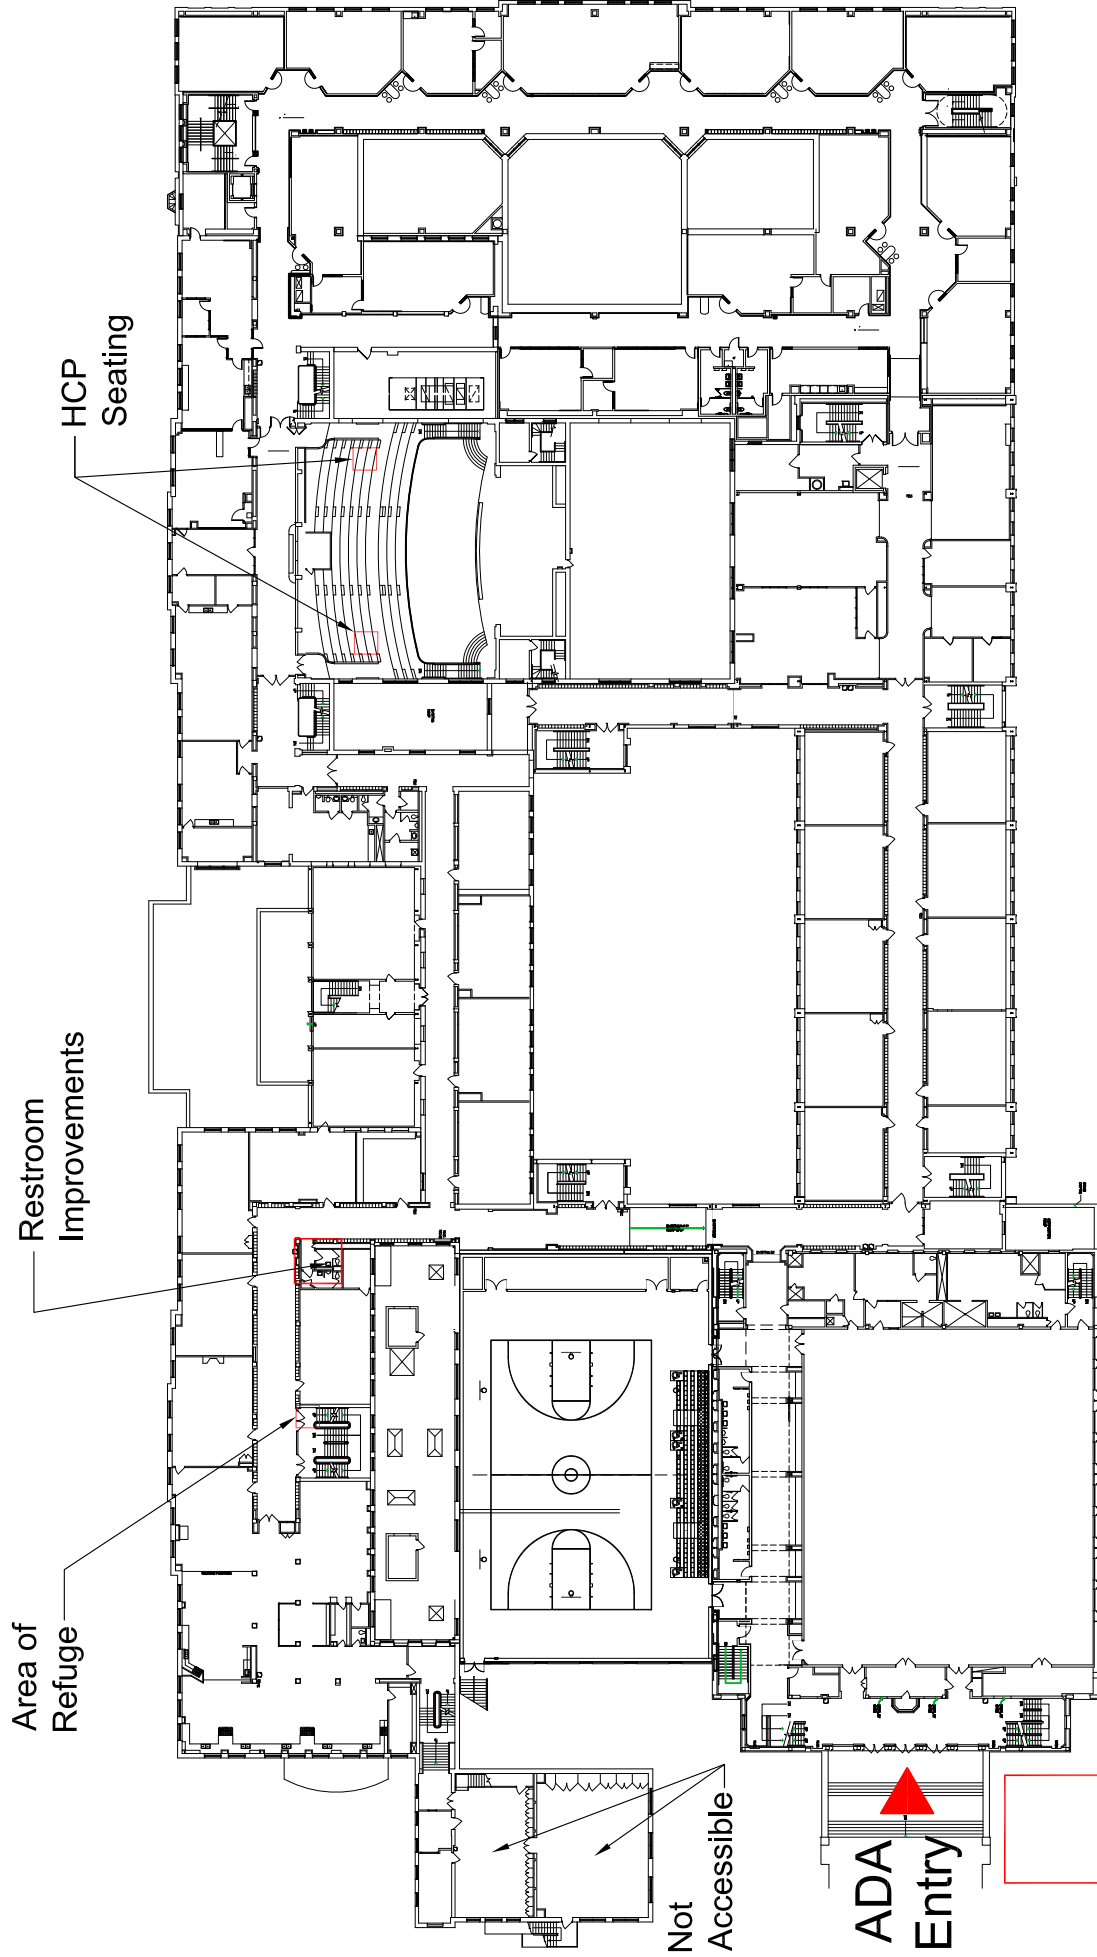 HCP
Seating
Restroom
Improvements
Area of
Refuge
Not
Accessible
ADA
Entry